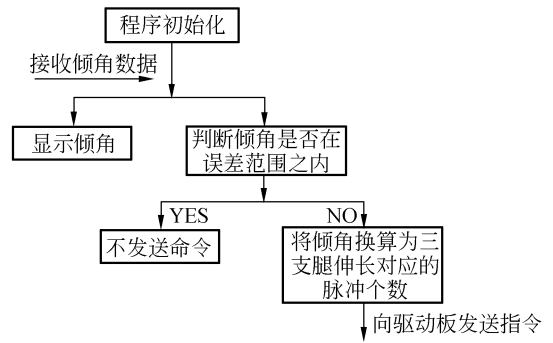 程序初始化
接收倾角数据
显示倾角
判断倾角是否在
误差范围之内
YES
NO
不发送命令
将倾角换算为三
支腿伸长对应的
脉冲个数
向驱动板发送指令